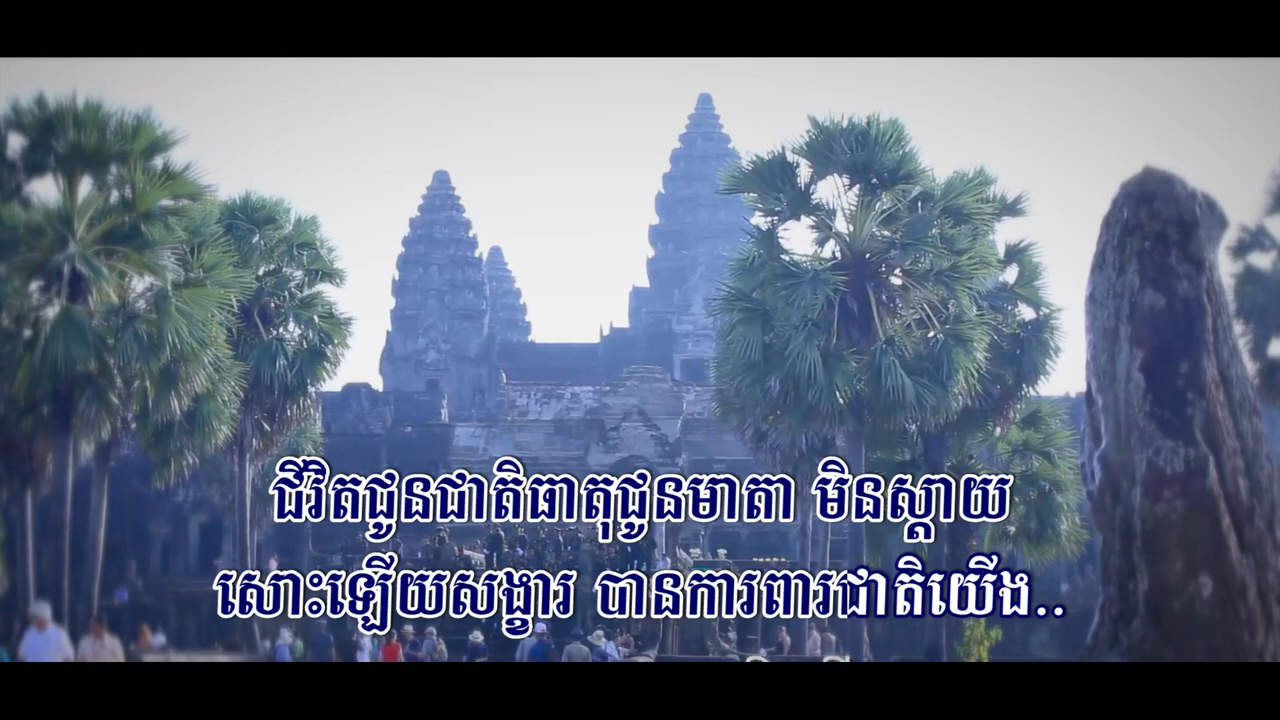 ជីវិតជូនជាតិធាតុជូនមាតា មិនស្ដាយ
សោះឡើយសង្ខារ បានការពារជាតិយើង..